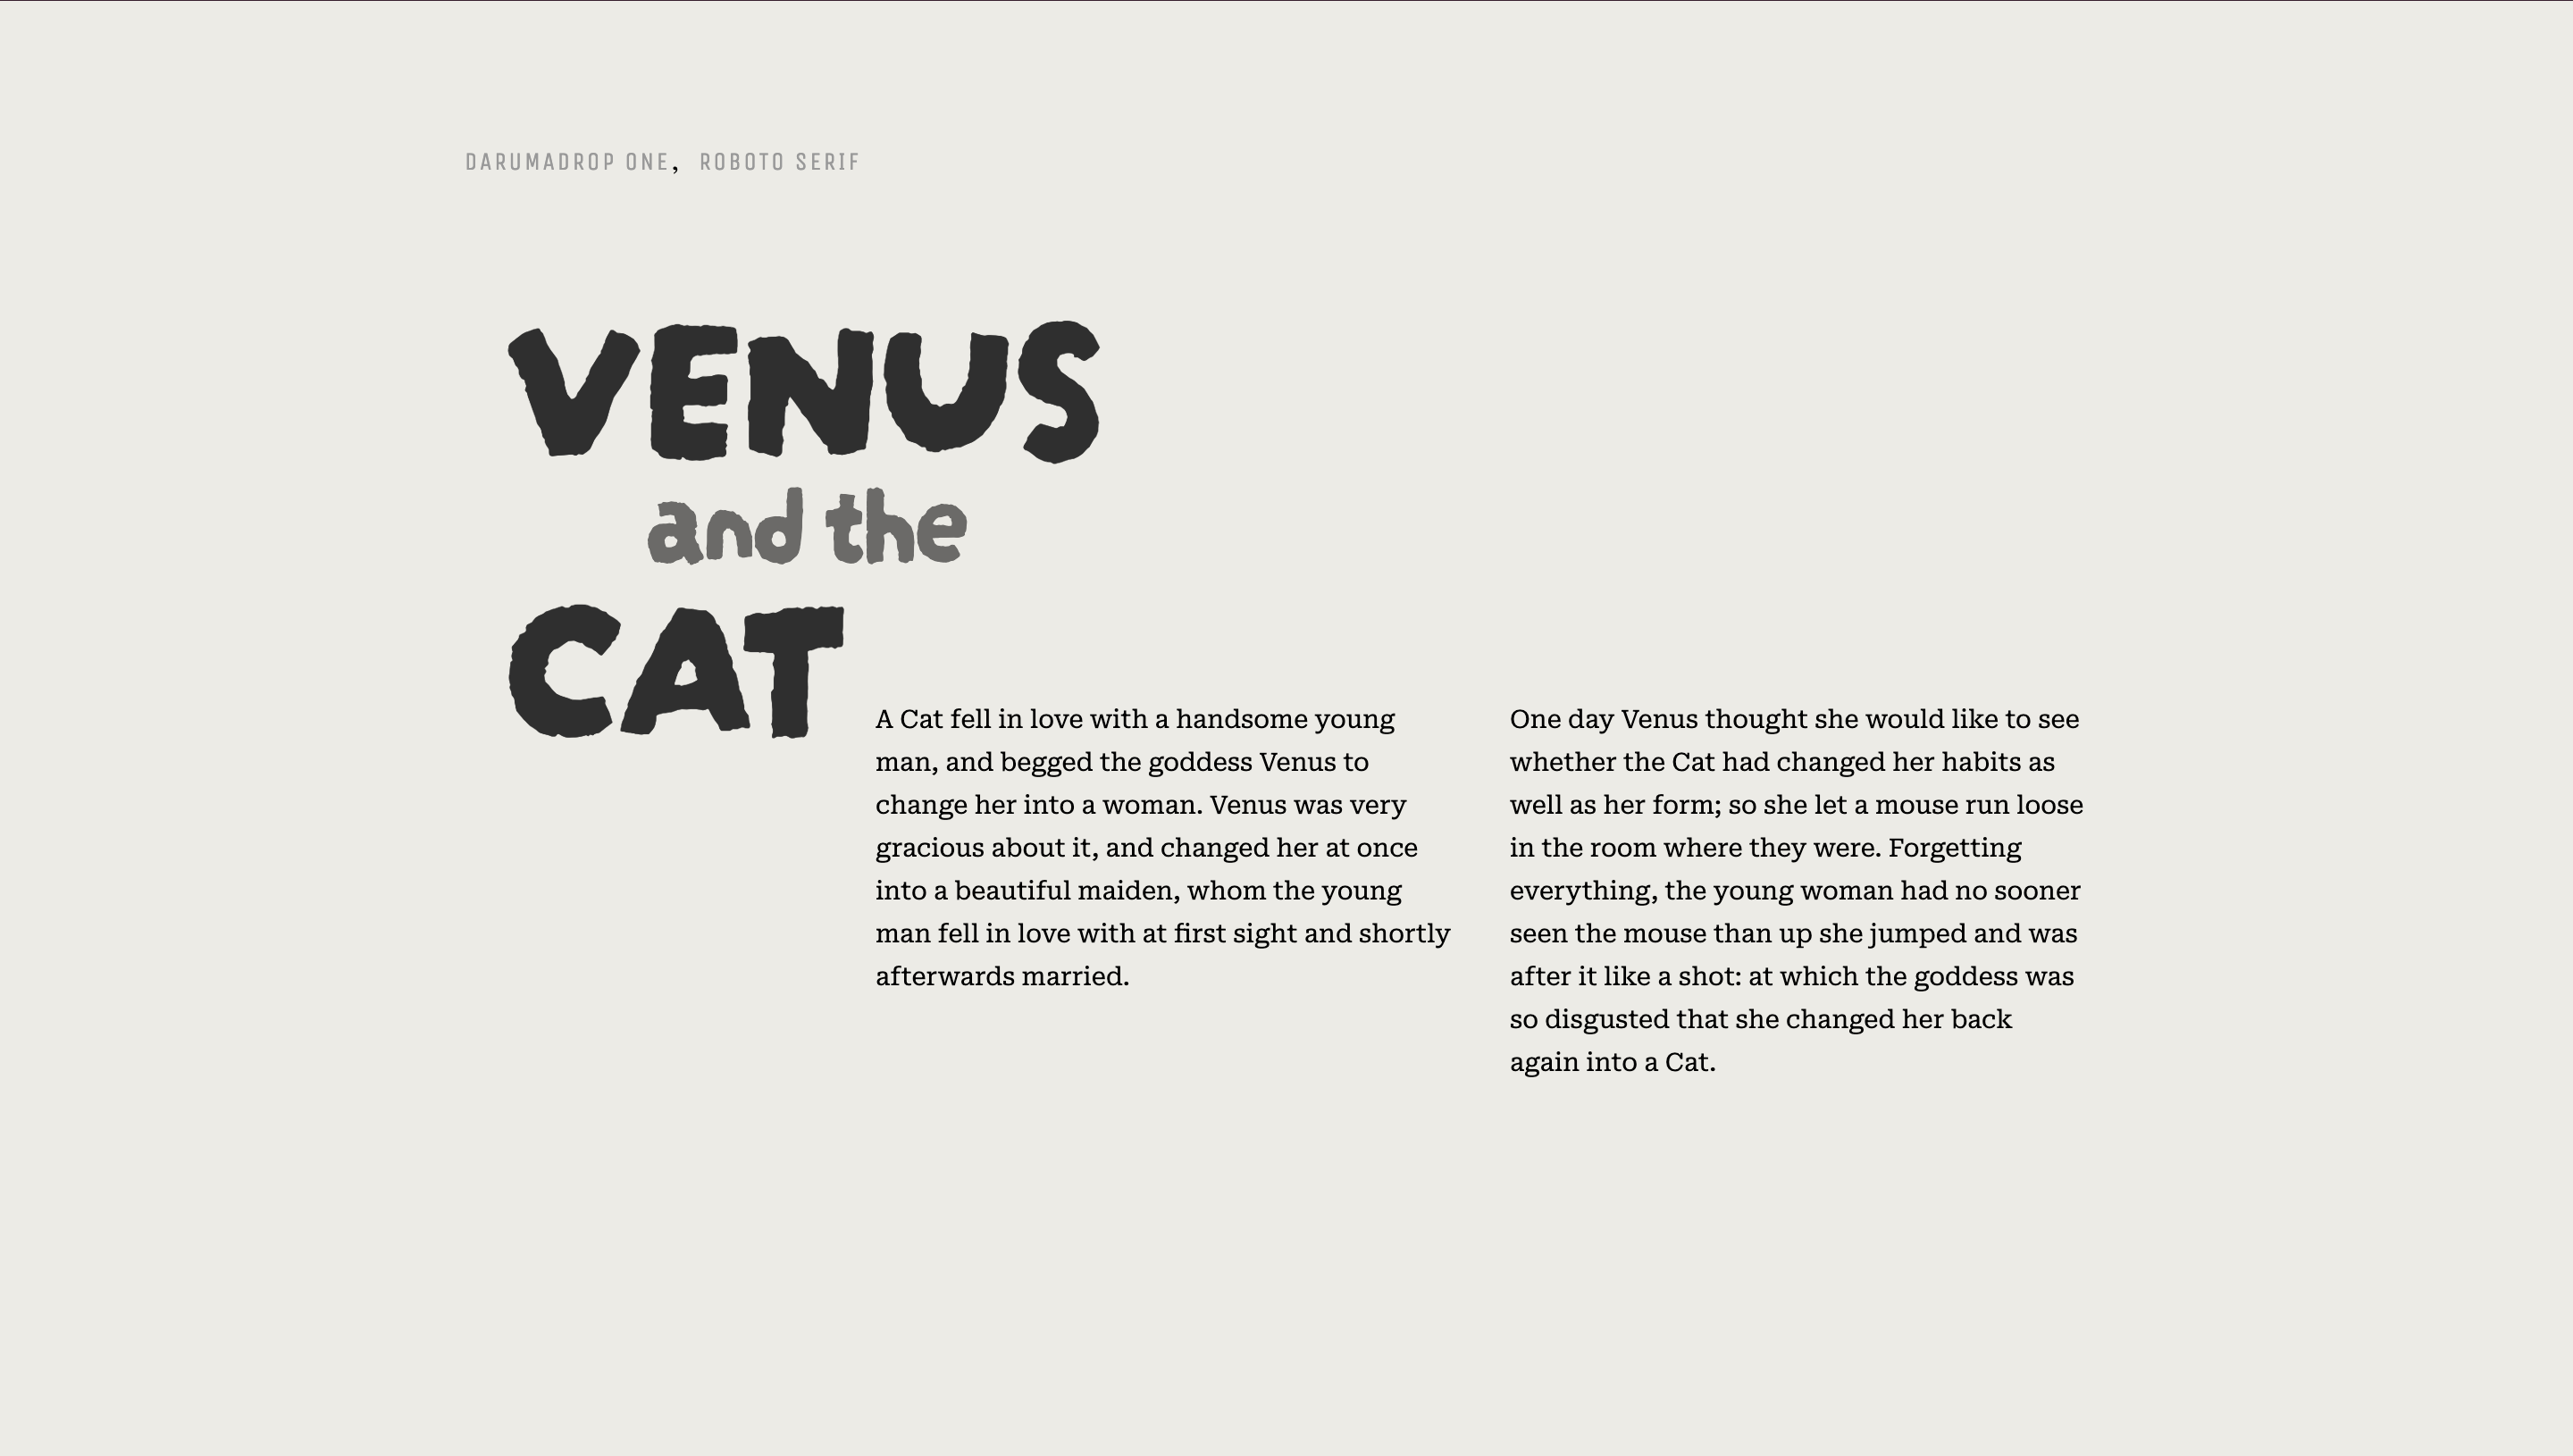 DARUMADROP ONE, ROBOTO SERIF
VENUS
and the
CAT
A Cat fell in love with a handsome young
man, and begged the goddess Venus to
change her into a woman. Venus was very
gracious about it, and changed her at once
into a beautiful maiden, whom the young
man fell in love with at first sight and shortly
afterwards married.
One day Venus thought she would like to see
whether the Cat had changed her habits as
well as her form; so she let a mouse run loose
in the room where they were. Forgetting
everything, the young woman had no sooner
seen the mouse than up she jumped and was
after it like a shot: at which the goddess was
so disgusted that she changed her back
again into a Cat.